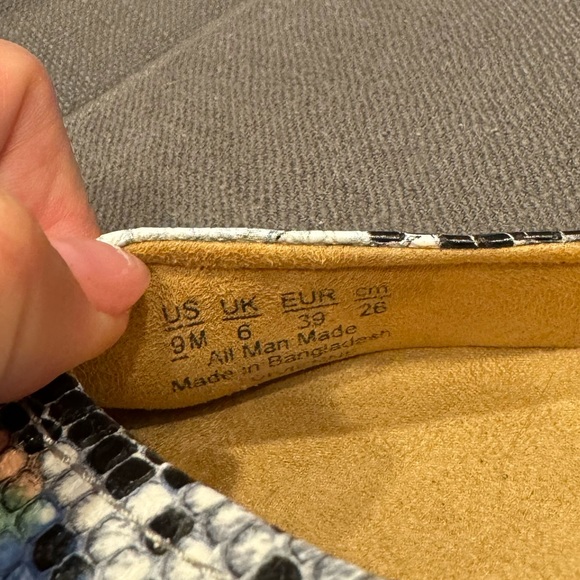 US UK EUR cm
9M 6 39 26
All Man Made
Made in Bangladesh